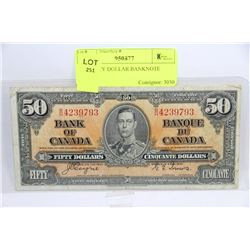 LOT
251
950377
Y DOLLAR BANKNOTE
Consignor: 3030
50
50
4239793
4239793
BANK
OF
CANADA
BANQUE
DU
CANADA
FIFTY DOLLARS
CINQUANTE DOLLARS
FIFTY
CINQUANTE